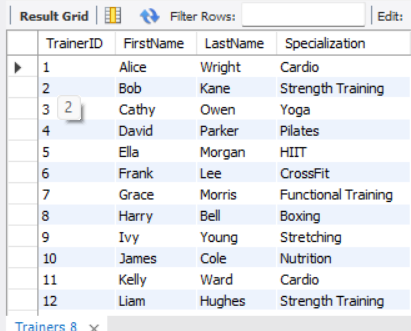 Result Grid Filter Rows: Edit:
TrainerID FirstName LastName Specialization
1 Alice Wright Cardio
2 Bob Kane Strength Training
3 Cathy Owen Yoga
2
4 David Parker Pilates
5 Ella Morgan HIIT
6 Frank Lee CrossFit
7 Grace Morris Functional Training
8 Harry Bell Boxing
9 Ivy Young Stretching
10 James Cole Nutrition
11 Kelly Ward Cardio
12 Liam Hughes Strength Training
Trainers 8